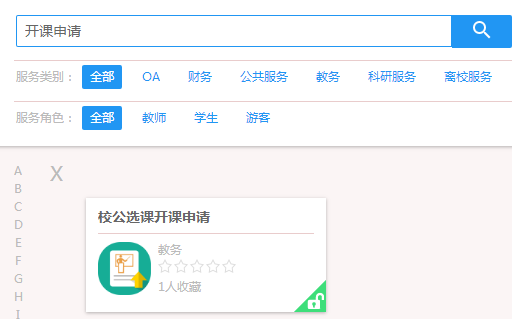 开课申请
服务类别： 全部 OA 财务 公共服务 教务 科研服务 离校服务
服务角色： 全部 教师 学生 游客
A
B
C
D
E
F
G
H
I
X
校公选课开课申请
教务
1人收藏